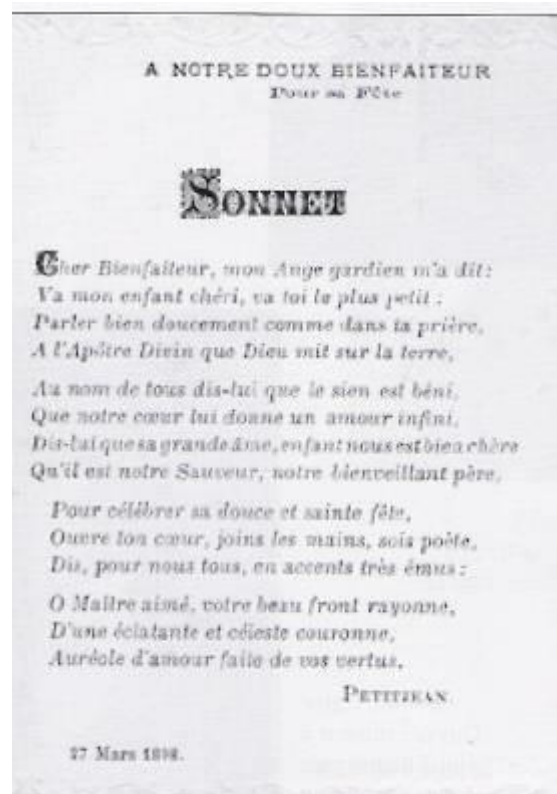 A NOTRE DOUX BIENFAITEUR
Pour sa Fête
SONNET
Cher Bienfaiteur, mon Ange gardien m'a dit:
Va mon enfant chéri, va toi le plus petit;
Parler bien doucement comme dans ta prière,
A l'Apôtre Divin que Dieu mit sur la terre,
Au nom de tous dis-lui que le sien est béni,
Que notre cœur lui donne un amour infini,
Dis-lui que sa grande âme, enfant nous est bien chère
Qu'il est notre Sauveur, notre bienveillant père,
Pour célébrer sa douce et sainte fête,
Ouvre ton cœur, joins les mains, sois poète,
Dis, pour nous tous, en accents très émus:
O Maître aimé, votre beau front rayonne,
D'une éclatante et céleste couronne,
Auréole d'amour faite de vos vertus,
PETITJEAN
27 Mars 1898.